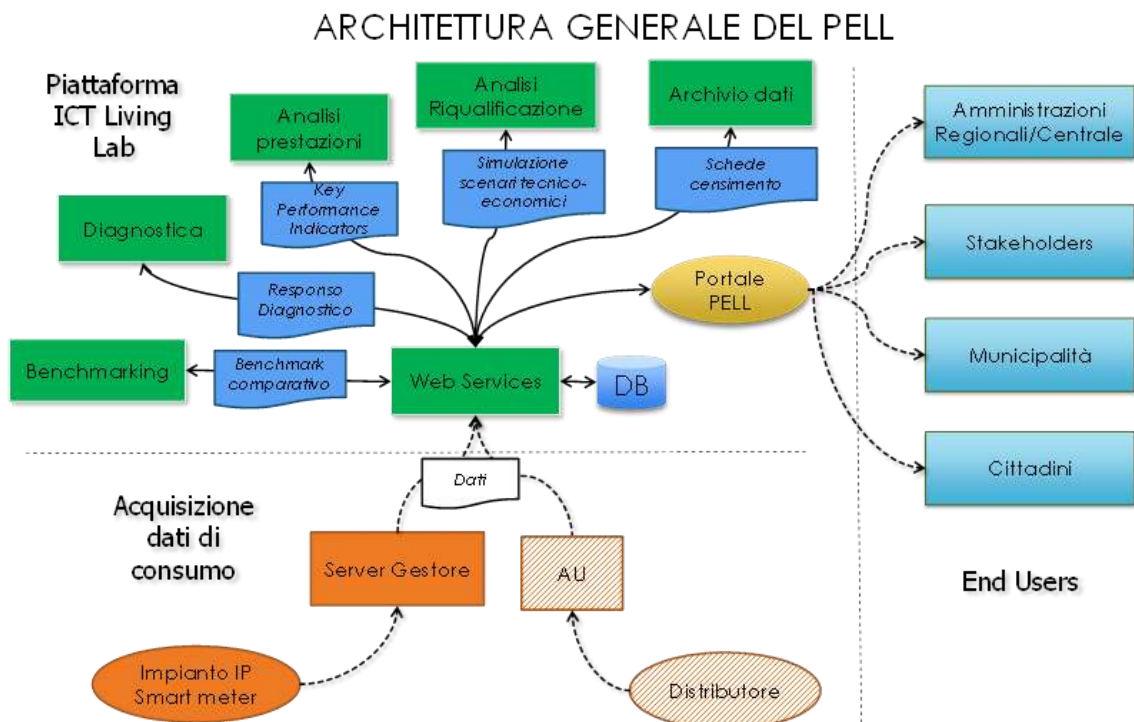 ARCHITETTURA GENERALE DEL PELL
Piattaforma
ICT Living
Lab
Analisi
prestazioni
Analisi
Riqualificazione
Archivio dati
Key
Performance
Indicators
Simulazione
scenari tecnico-
economici
Schede
censimento
Diagnostica
Responso
Diagnostico
Benchmarking
Benchmark
comparativo
Web Services
DB
Portale
PELL
Amministrazioni
Regionali/Centrale
Stakeholders
Municipalità
Cittadini
End Users
Acquisizione
dati di
consumo
Dati
Server Gestore
AU
Impianto IP
Smart meter
Distributore